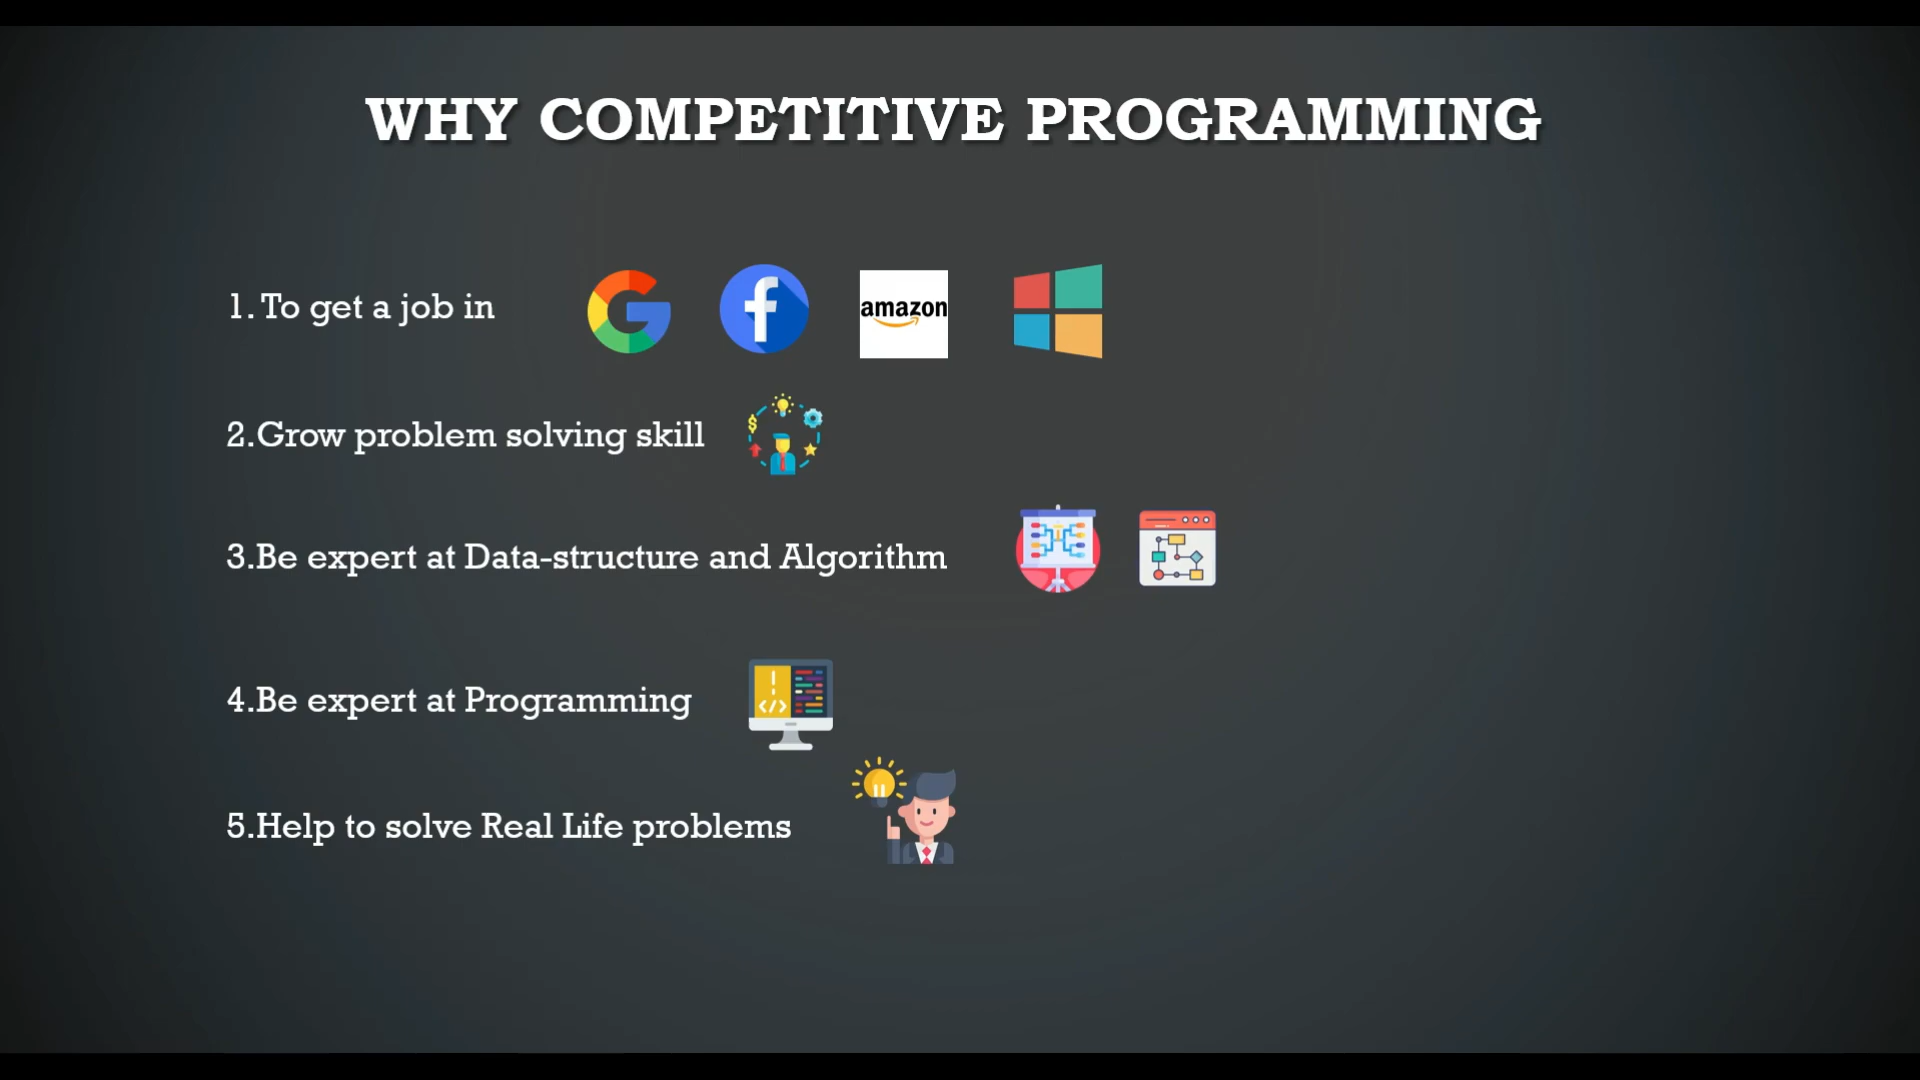 WHY COMPETITIVE PROGRAMMING
1. To get a job in
amazon
2.Grow problem solving skill
3.Be expert at Data-structure and Algorithm
4.Be expert at Programming
5.Help to solve Real Life problems